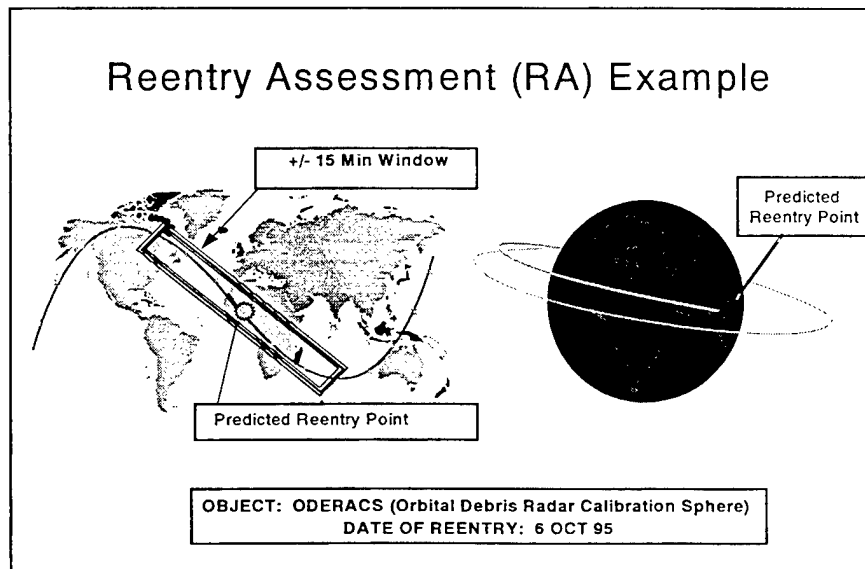 Reentry Assessment (RA) Example
+/- 15 Min Window
Predicted
Reentry Point
Predicted Reentry Point
OBJECT: ODERACS (Orbital Debris Radar Calibration Sphere)
DATE OF REENTRY: 6 OCT 95